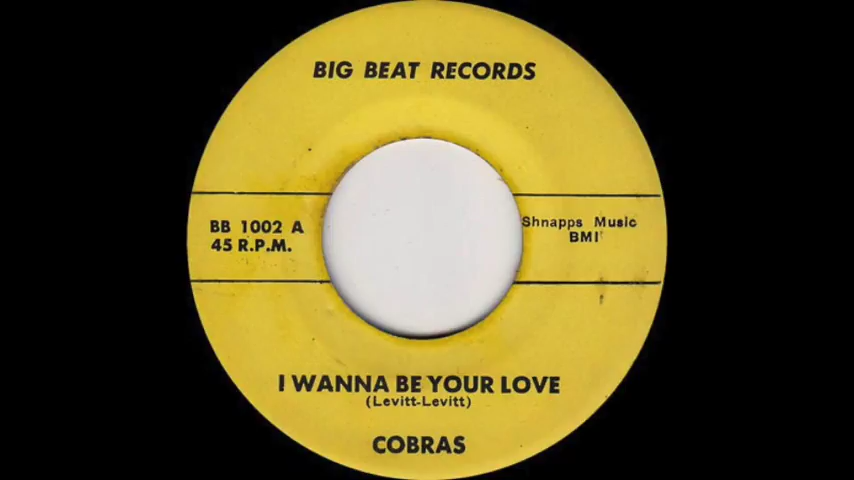 BIG BEAT RECORDS
BB 1002 A
45 R.P.M.
Shnapps Music
BMI
I WANNA BE YOUR LOVE
(Levitt-Levitt)
COBRAS